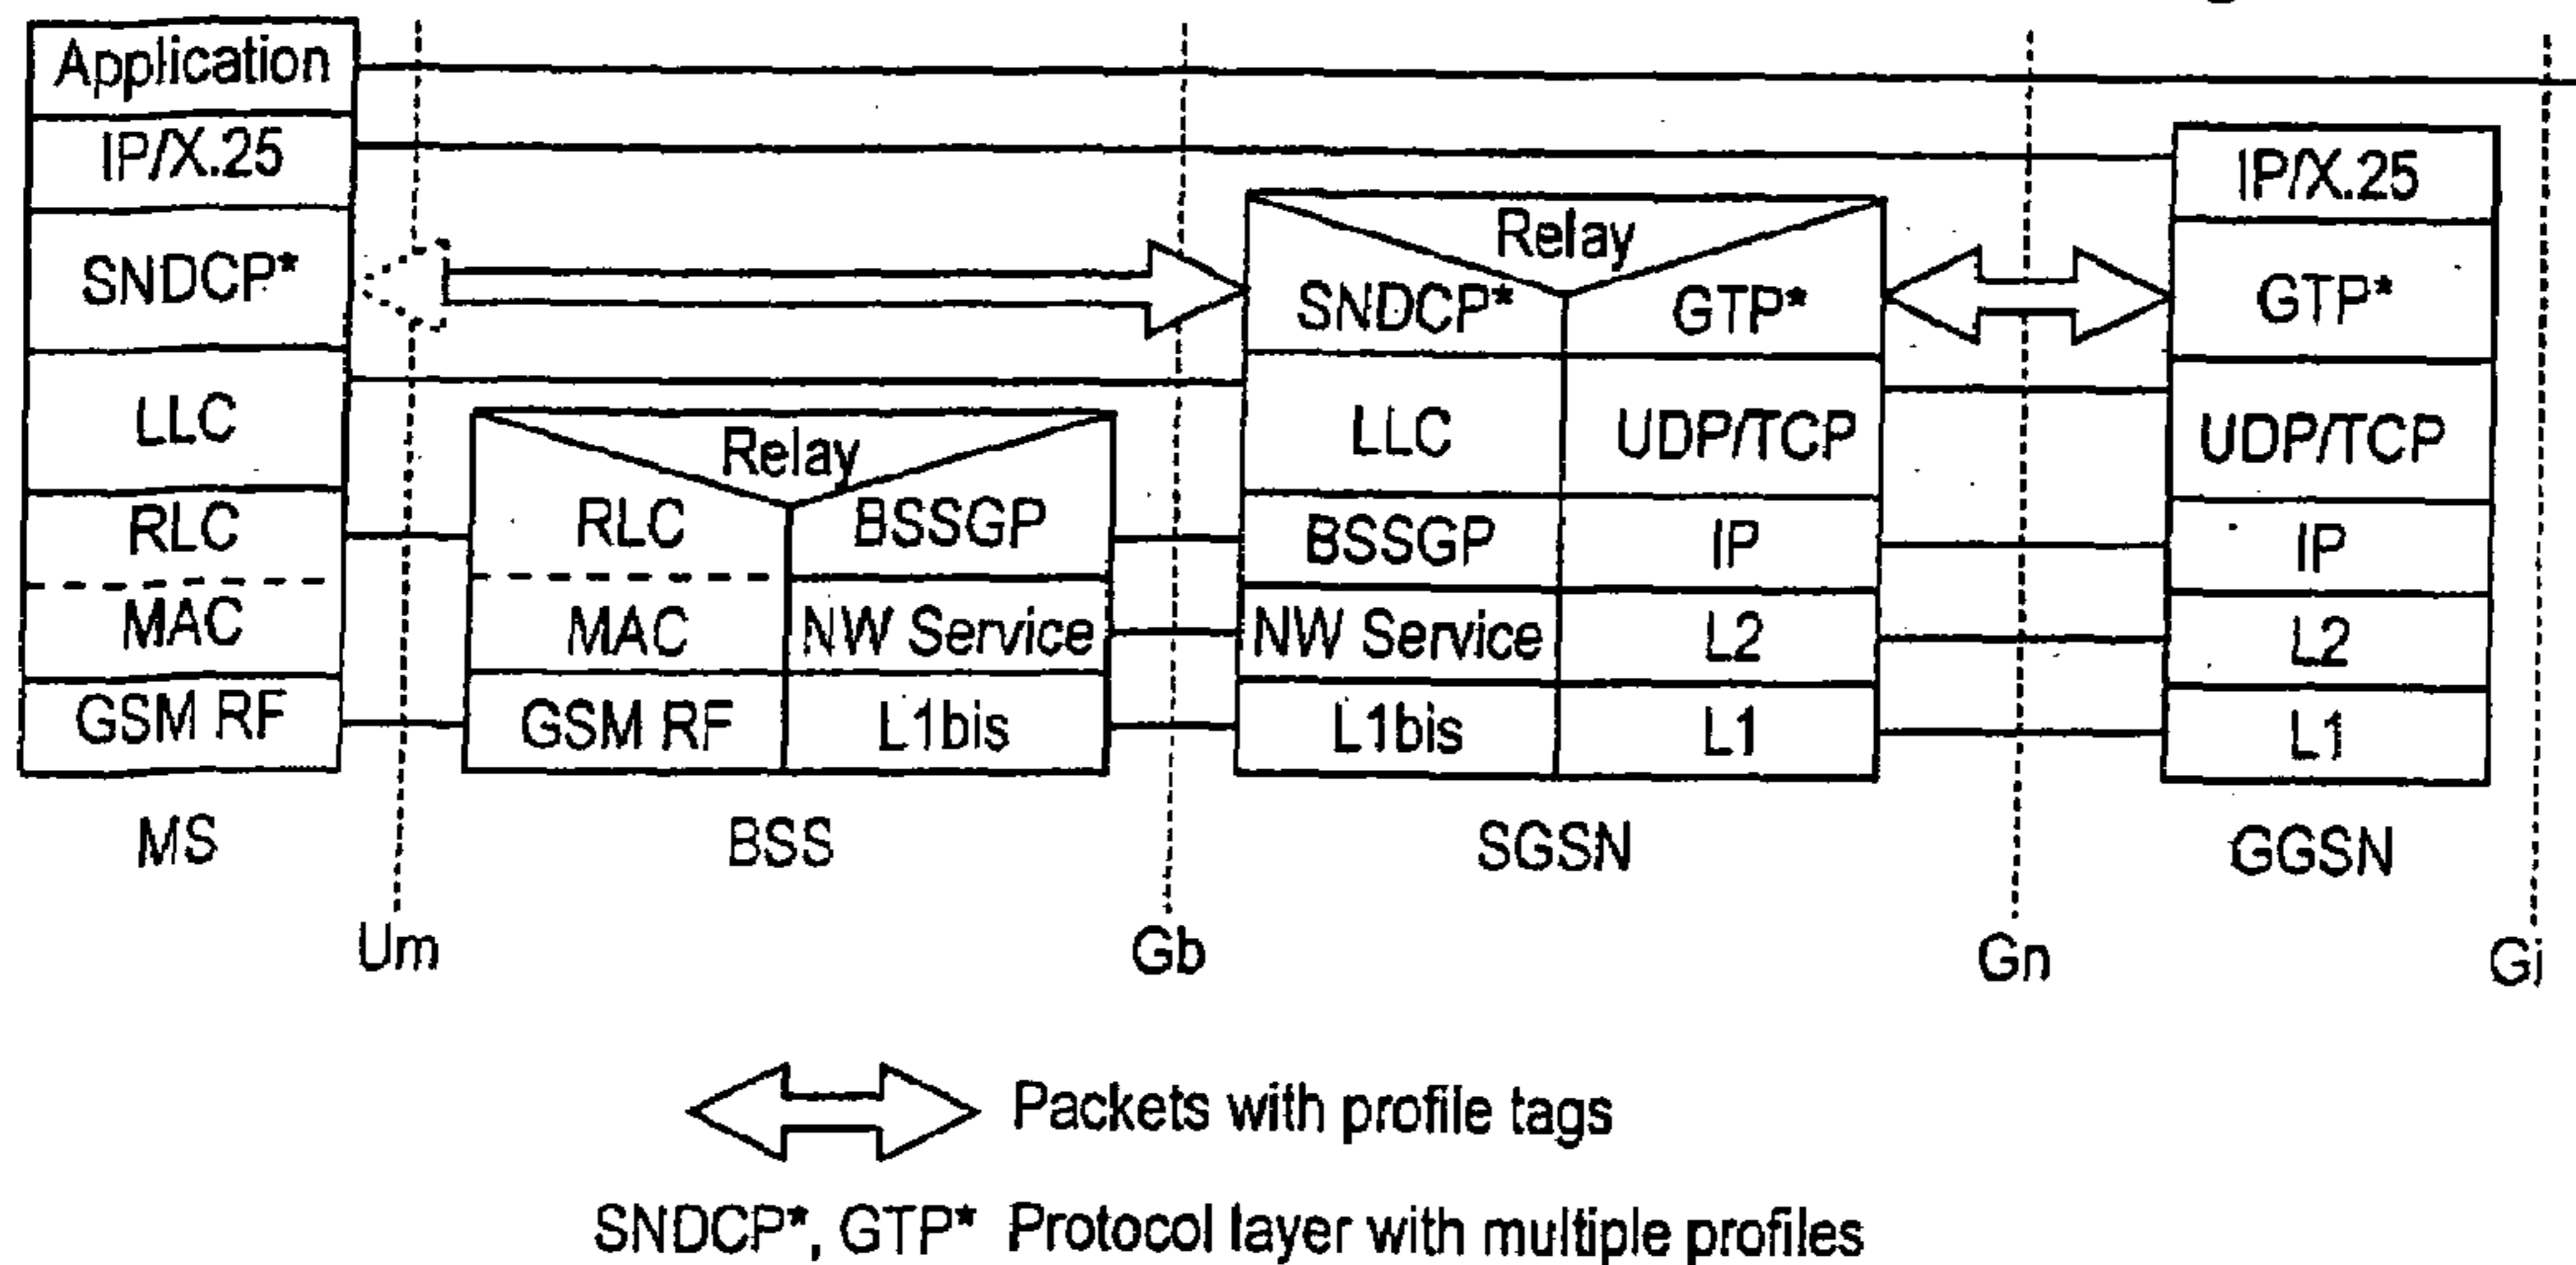 Application
IP/X.25
SNDCP*
LLC
RLC
MAC
GSM RF
MS
Um
Relay
RLC
BSSGP
MAC
NW Service
GSM RF
L1bis
BSS
Gb
Relay
SNDCP*
GTP*
LLC
UDP/TCP
BSSGP
IP
NW Service
L2
L1bis
L1
SGSN
Gn
IP/X.25
GTP*
UDP/TCP
IP
L2
L1
GGSN
Gi
Packets with profile tags
SNDCP*, GTP* Protocol layer with multiple profiles